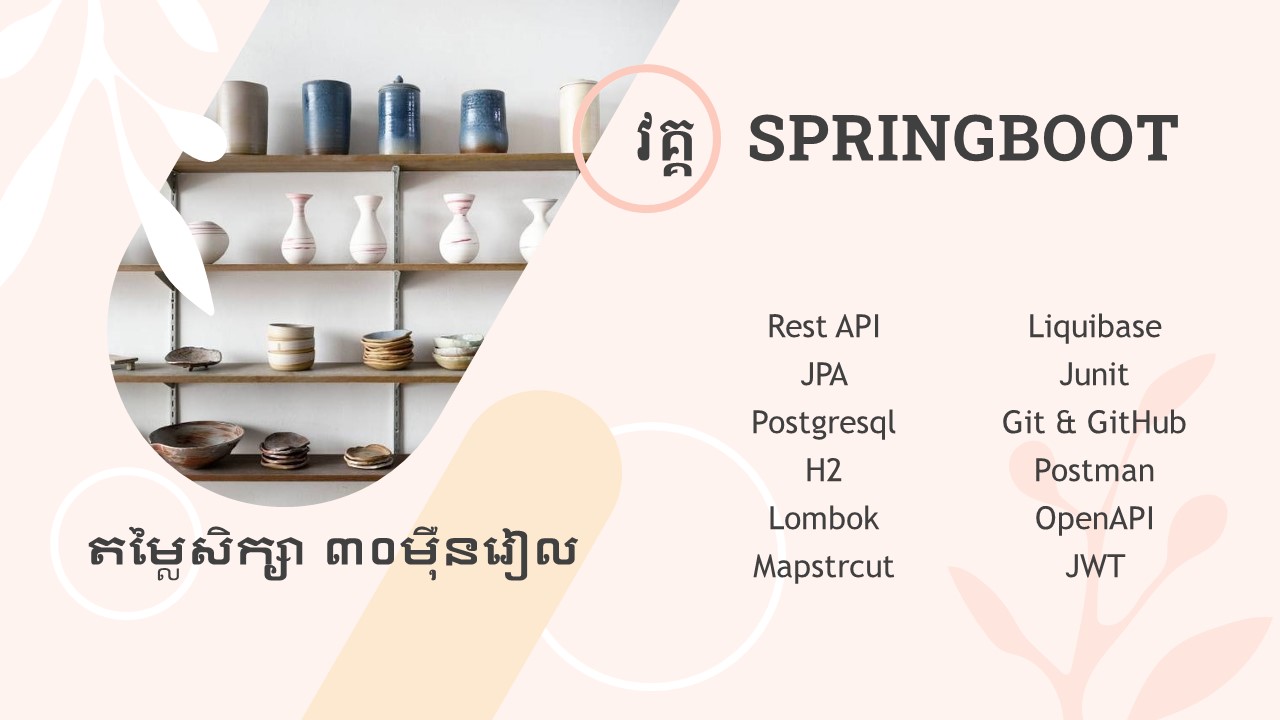 វគ្គ SPRINGBOOT
Rest API
JPA
Postgresql
H2
Lombok
Mapstrcut
Liquibase
Junit
Git & GitHub
Postman
OpenAPI
JWT
តម្លៃសិក្សា ៣០ម៉ឺនរៀល